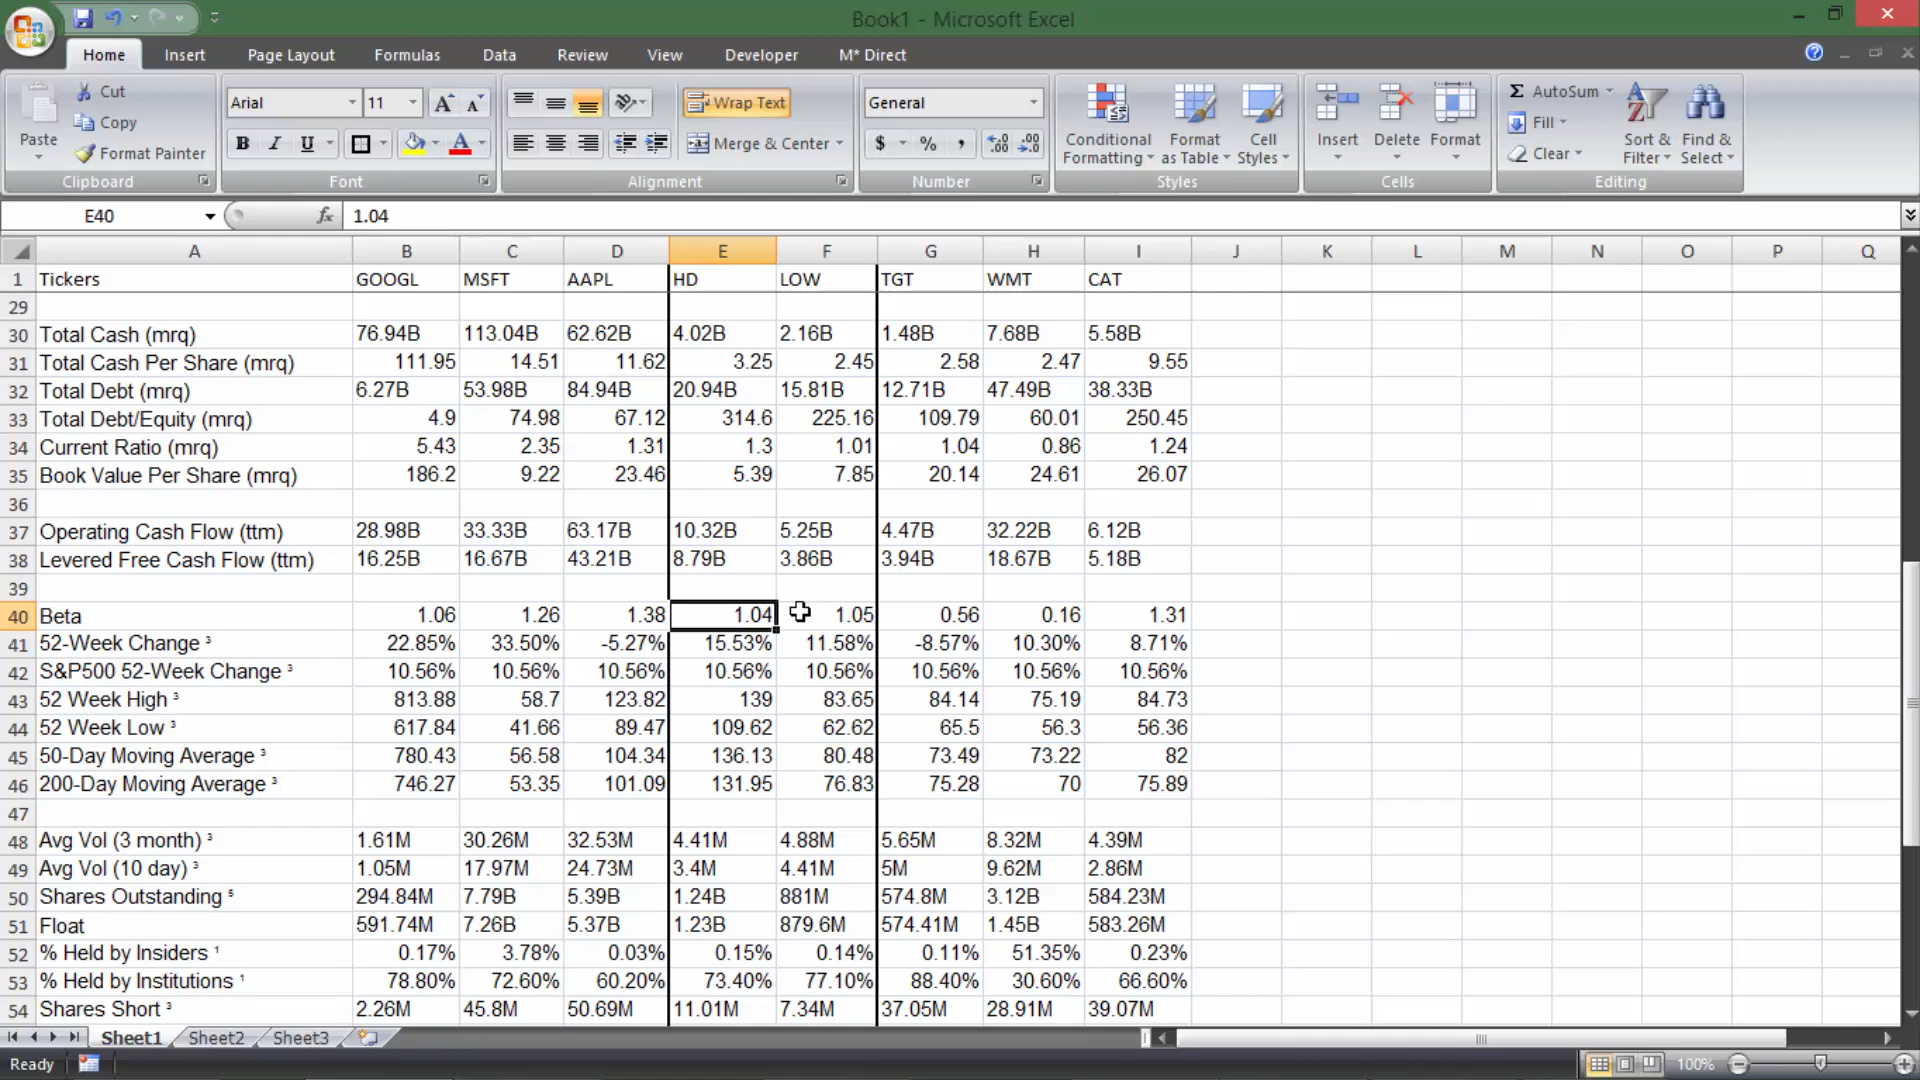 Book1 - Microsoft Excel
Home Insert Page Layout Formulas Data Review View Developer M* Direct
Paste
Cut
Copy
Format Painter
Clipboard
Arial 11
A A
B I U A
Font
Wrap Text
Merge & Center
Alignment
General
$ % ,
Number
Conditional Formatting
Format as Table
Cell Styles
Styles
Insert Delete Format
Cells
Σ AutoSum
Fill
Clear
Sort & Filter
Find & Select
Editing
E40 fx 1.04
A B C D E F G H I J K L M N O P Q
1 Tickers GOOGL MSFT AAPL HD LOW TGT WMT CAT
29
30 Total Cash (mrq) 76.94B 113.04B 62.62B 4.02B 2.16B 1.48B 7.68B 5.58B
31 Total Cash Per Share (mrq) 111.95 14.51 11.62 3.25 2.45 2.58 2.47 9.55
32 Total Debt (mrq) 6.27B 53.98B 84.94B 20.94B 15.81B 12.71B 47.49B 38.33B
33 Total Debt/Equity (mrq) 4.9 74.98 67.12 314.6 225.16 109.79 60.01 250.45
34 Current Ratio (mrq) 5.43 2.35 1.31 1.3 1.01 1.04 0.86 1.24
35 Book Value Per Share (mrq) 186.2 9.22 23.46 5.39 7.85 20.14 24.61 26.07
36
37 Operating Cash Flow (ttm) 28.98B 33.33B 63.17B 10.32B 5.25B 4.47B 32.22B 6.12B
38 Levered Free Cash Flow (ttm) 16.25B 16.67B 43.21B 8.79B 3.86B 3.94B 18.67B 5.18B
39
40 Beta 1.06 1.26 1.38 1.04 1.05 0.56 0.16 1.31
41 52-Week Change ³ 22.85% 33.50% -5.27% 15.53% 11.58% -8.57% 10.30% 8.71%
42 S&P500 52-Week Change ³ 10.56% 10.56% 10.56% 10.56% 10.56% 10.56% 10.56% 10.56%
43 52 Week High ³ 813.88 58.7 123.82 139 83.65 84.14 75.19 84.73
44 52 Week Low ³ 617.84 41.66 89.47 109.62 62.62 65.5 56.3 56.36
45 50-Day Moving Average ³ 780.43 56.58 104.34 136.13 80.48 73.49 73.22 82
46 200-Day Moving Average ³ 746.27 53.35 101.09 131.95 76.83 75.28 70 75.89
47
48 Avg Vol (3 month) ³ 1.61M 30.26M 32.53M 4.41M 4.88M 5.65M 8.32M 4.39M
49 Avg Vol (10 day) ³ 1.05M 17.97M 24.73M 3.4M 4.41M 5M 9.62M 2.86M
50 Shares Outstanding ⁵ 294.84M 7.79B 5.39B 1.24B 881M 574.8M 3.12B 584.23M
51 Float 591.74M 7.26B 5.37B 1.23B 879.6M 574.41M 1.45B 583.26M
52 % Held by Insiders ¹ 0.17% 3.78% 0.03% 0.15% 0.14% 0.11% 51.35% 0.23%
53 % Held by Institutions ¹ 78.80% 72.60% 60.20% 73.40% 77.10% 88.40% 30.60% 66.60%
54 Shares Short ³ 2.26M 45.8M 50.69M 11.01M 7.34M 37.05M 28.91M 39.07M
Sheet1 Sheet2 Sheet3
Ready 100%